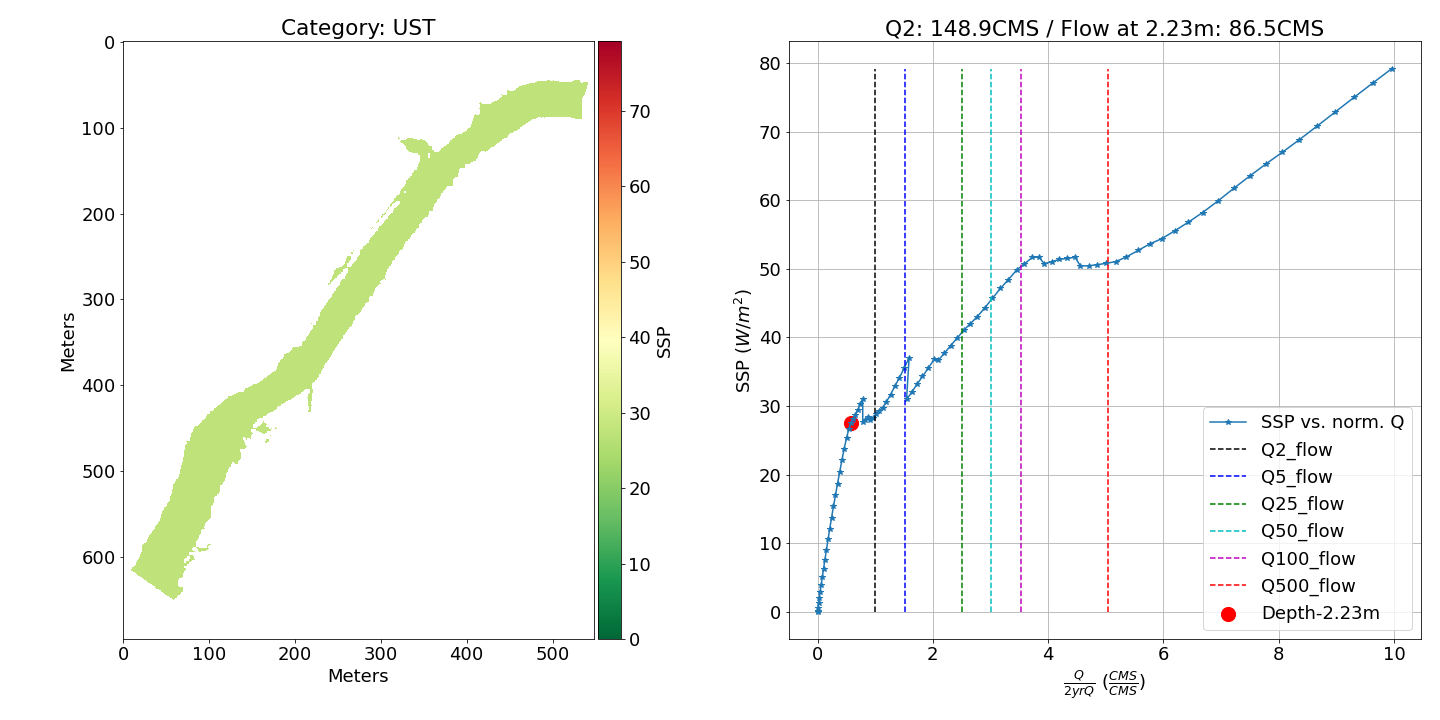 Category: UST
0
100
200
300
400
500
600
Meters
0 100 200 300 400 500
Meters
70
60
50
40
30
20
10
0
SSP
Q2: 148.9CMS / Flow at 2.23m: 86.5CMS
80
70
60
50
40
30
20
10
0
SSP (W/m²)
SSP vs. norm. Q
Q2_flow
Q5_flow
Q25_flow
Q50_flow
Q100_flow
Q500_flow
Depth-2.23m
0 2 4 6 8 10
Q/2yrQ (CMS/CMS)